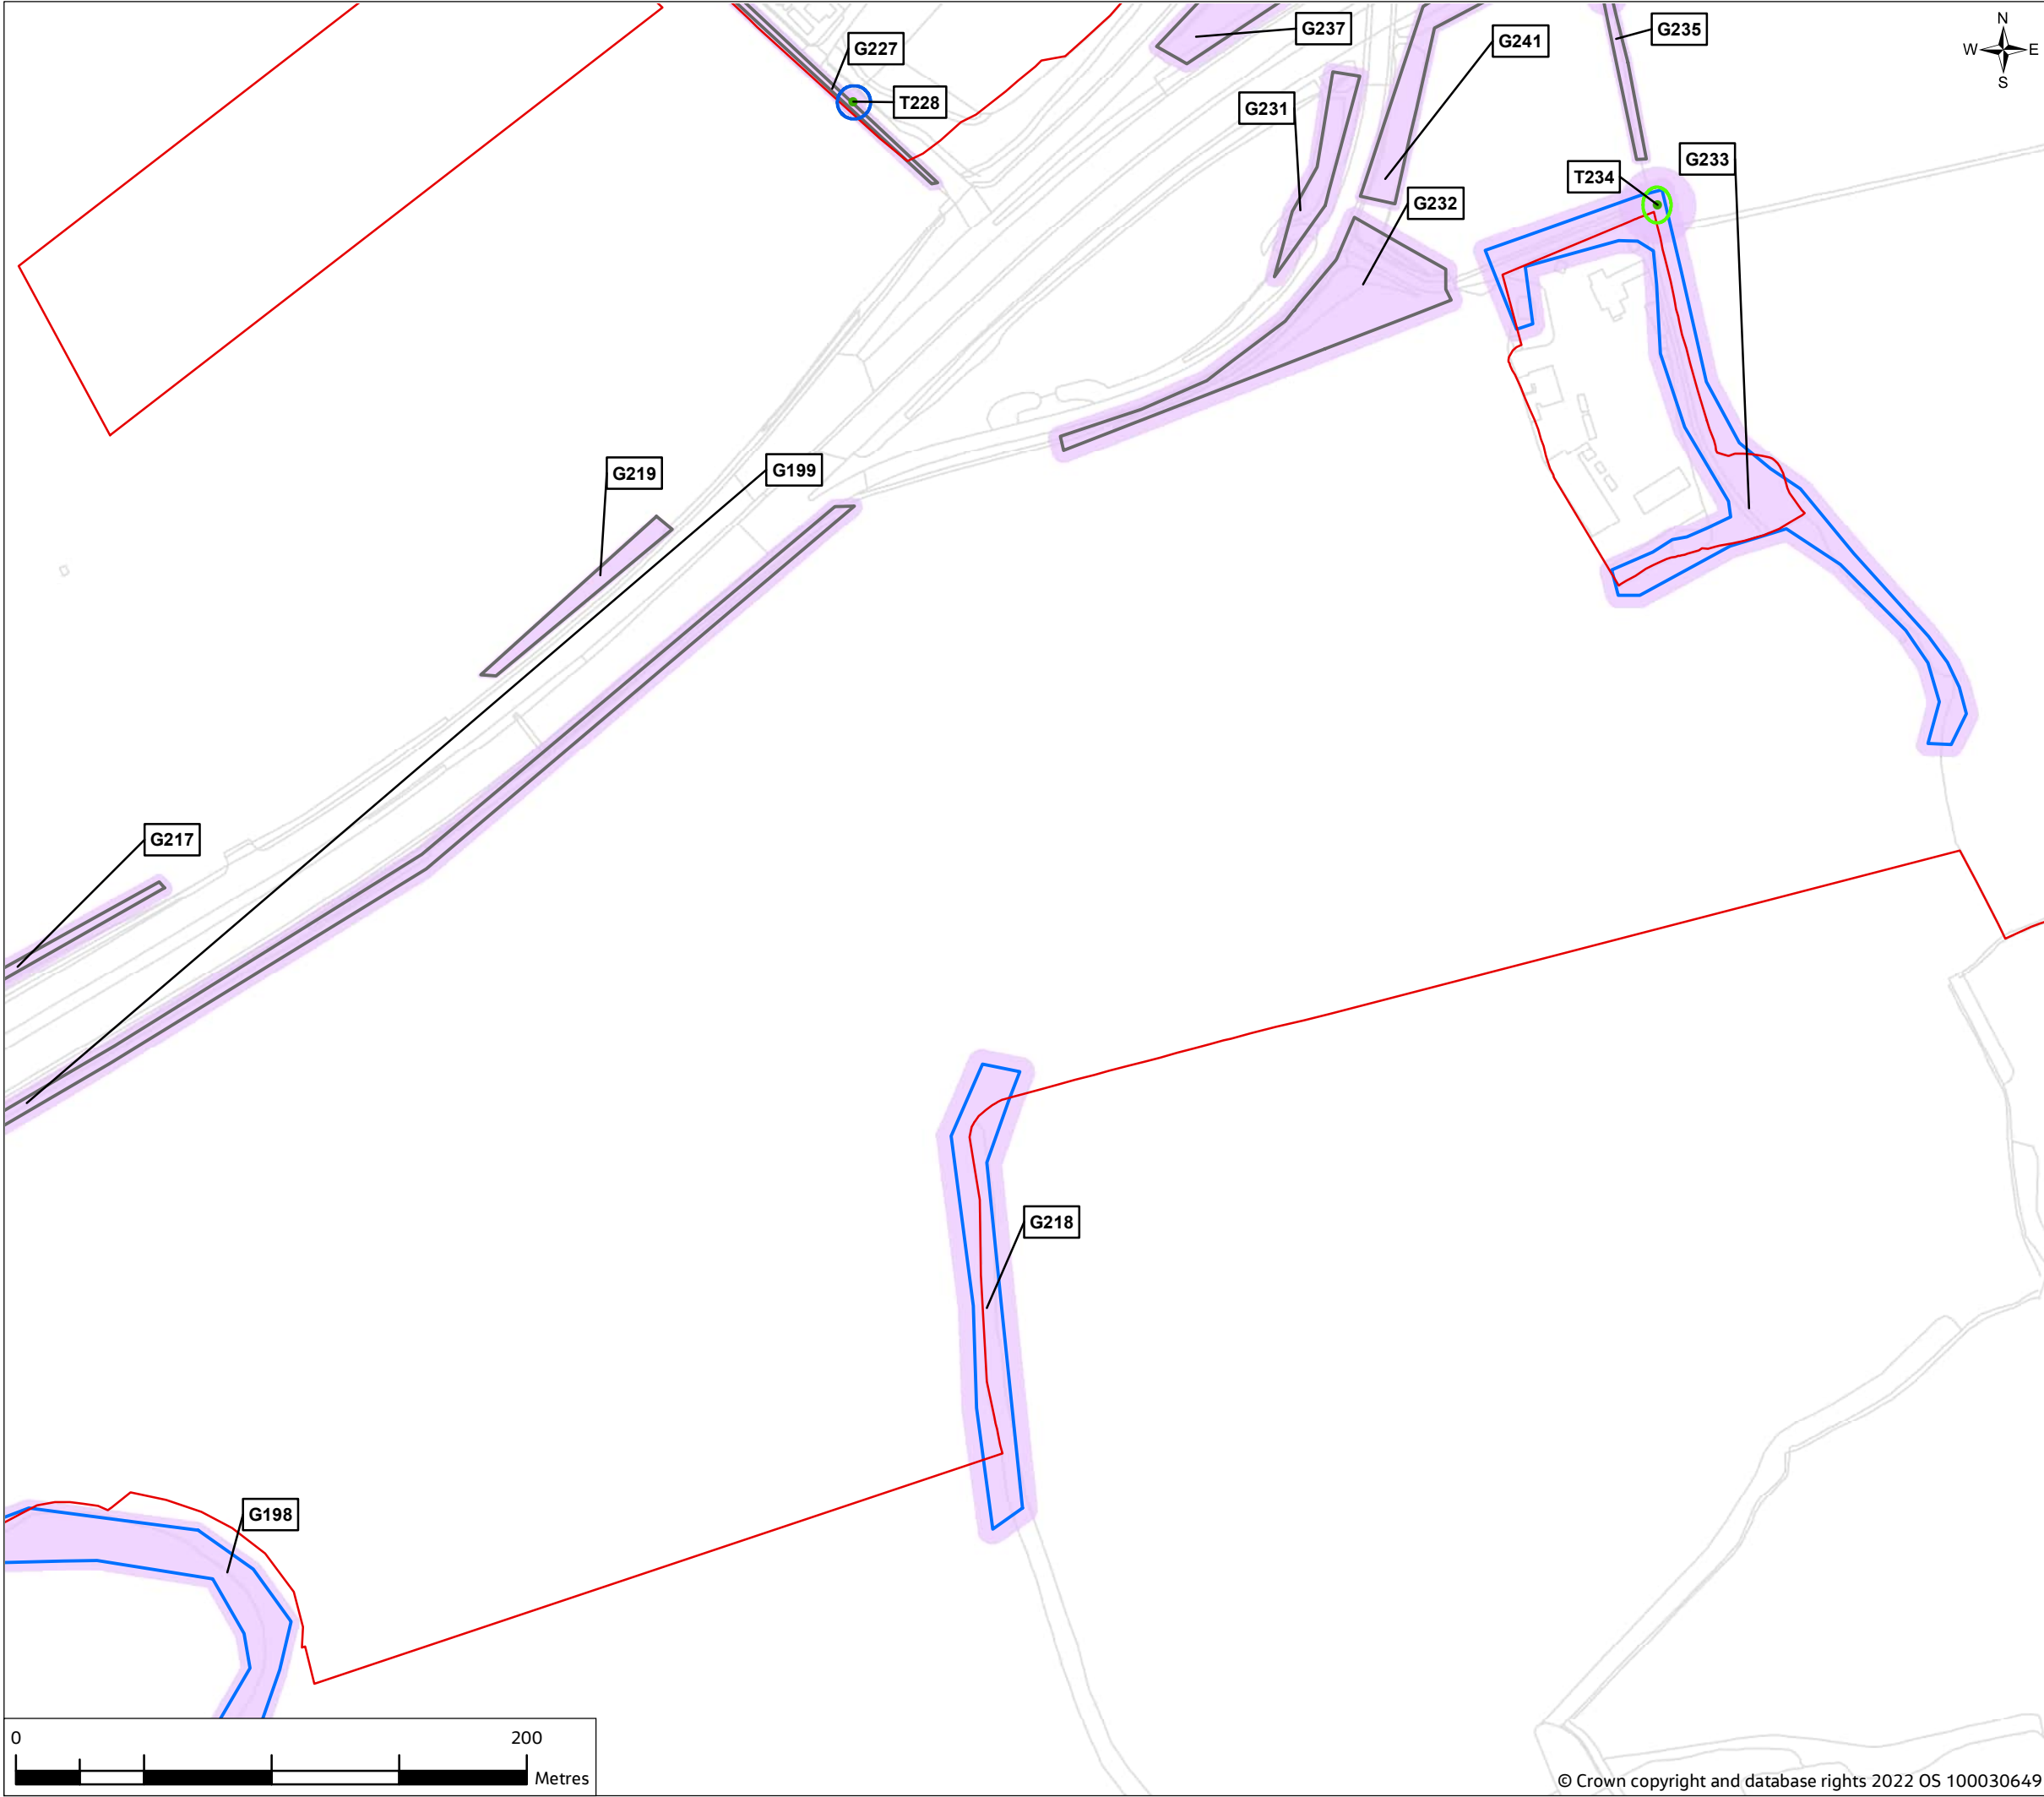 G237
G235
N
G227
G241
W
E
S
T228
G231
G233
T234
G232
G219
G199
G217
G218
G198
0
200
Metres
© Crown copyright and database rights 2022 OS 100030649